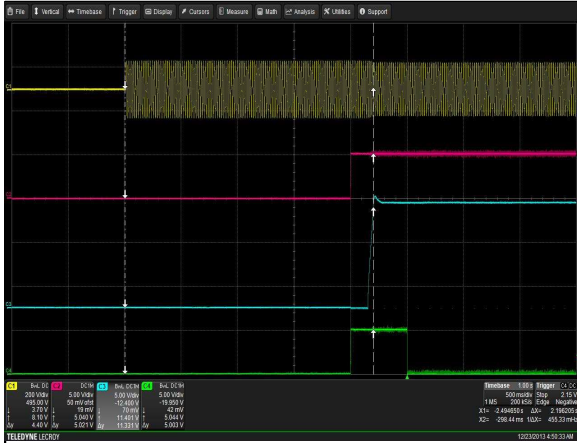 File Vertical Timebase Trigger Display Cursors Measure Math Analysis Utilities Support
C1
C2
C3
C4
C1 BwL DC C2 DC1M C3 BwL DC1M C4 BwL DC1M
200 V/div 5.00 V/div 5.00 V/div 5.00 V/div
495.00 V 50 mV ofst -12.400 V -19.950 V
↓ 3.70 V ↓ 19 mV ↓ 70 mV ↓ 42 mV
↑ 8.10 V ↑ 5.040 V ↑ 11.401 V ↑ 5.044 V
Δy 4.40 V Δy 5.021 V Δy 11.331 V Δy 5.003 V
Timebase 1.00 s Trigger C4 DC
500 ms/div Stop 2.15 V
1 MS 200 kS/s Edge Negative
X1= -2.494650 s ΔX= 2.196205 s
X2= -298.44 ms 1/ΔX= 455.33 mHz
TELEDYNE LECROY 12/23/2013 4:50:33 AM